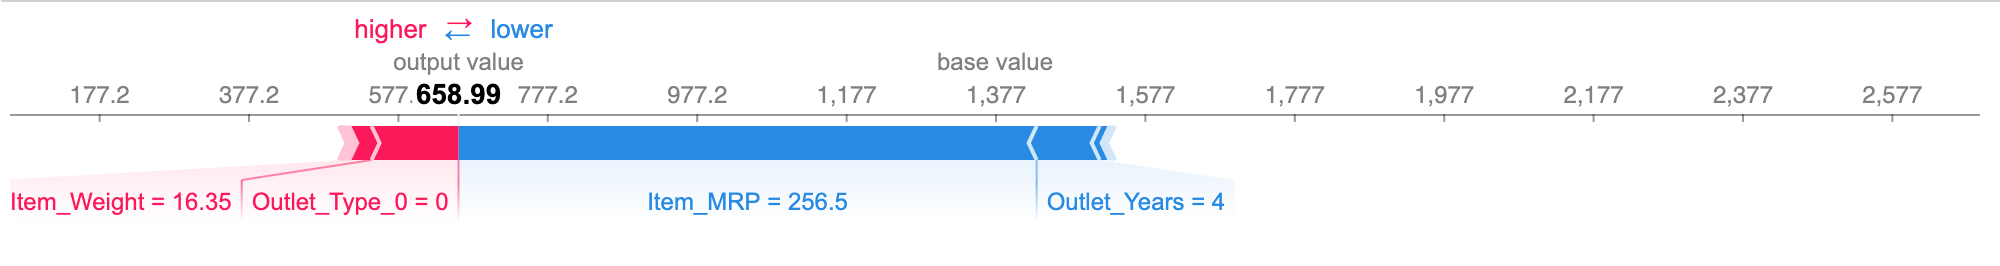 higher ⇄ lower
output value base value
177.2 377.2 577. 658.99 777.2 977.2 1,177 1,377 1,577 1,777 1,977 2,177 2,377 2,577
Item_Weight = 16.35 Outlet_Type_0 = 0 Item_MRP = 256.5 Outlet_Years = 4